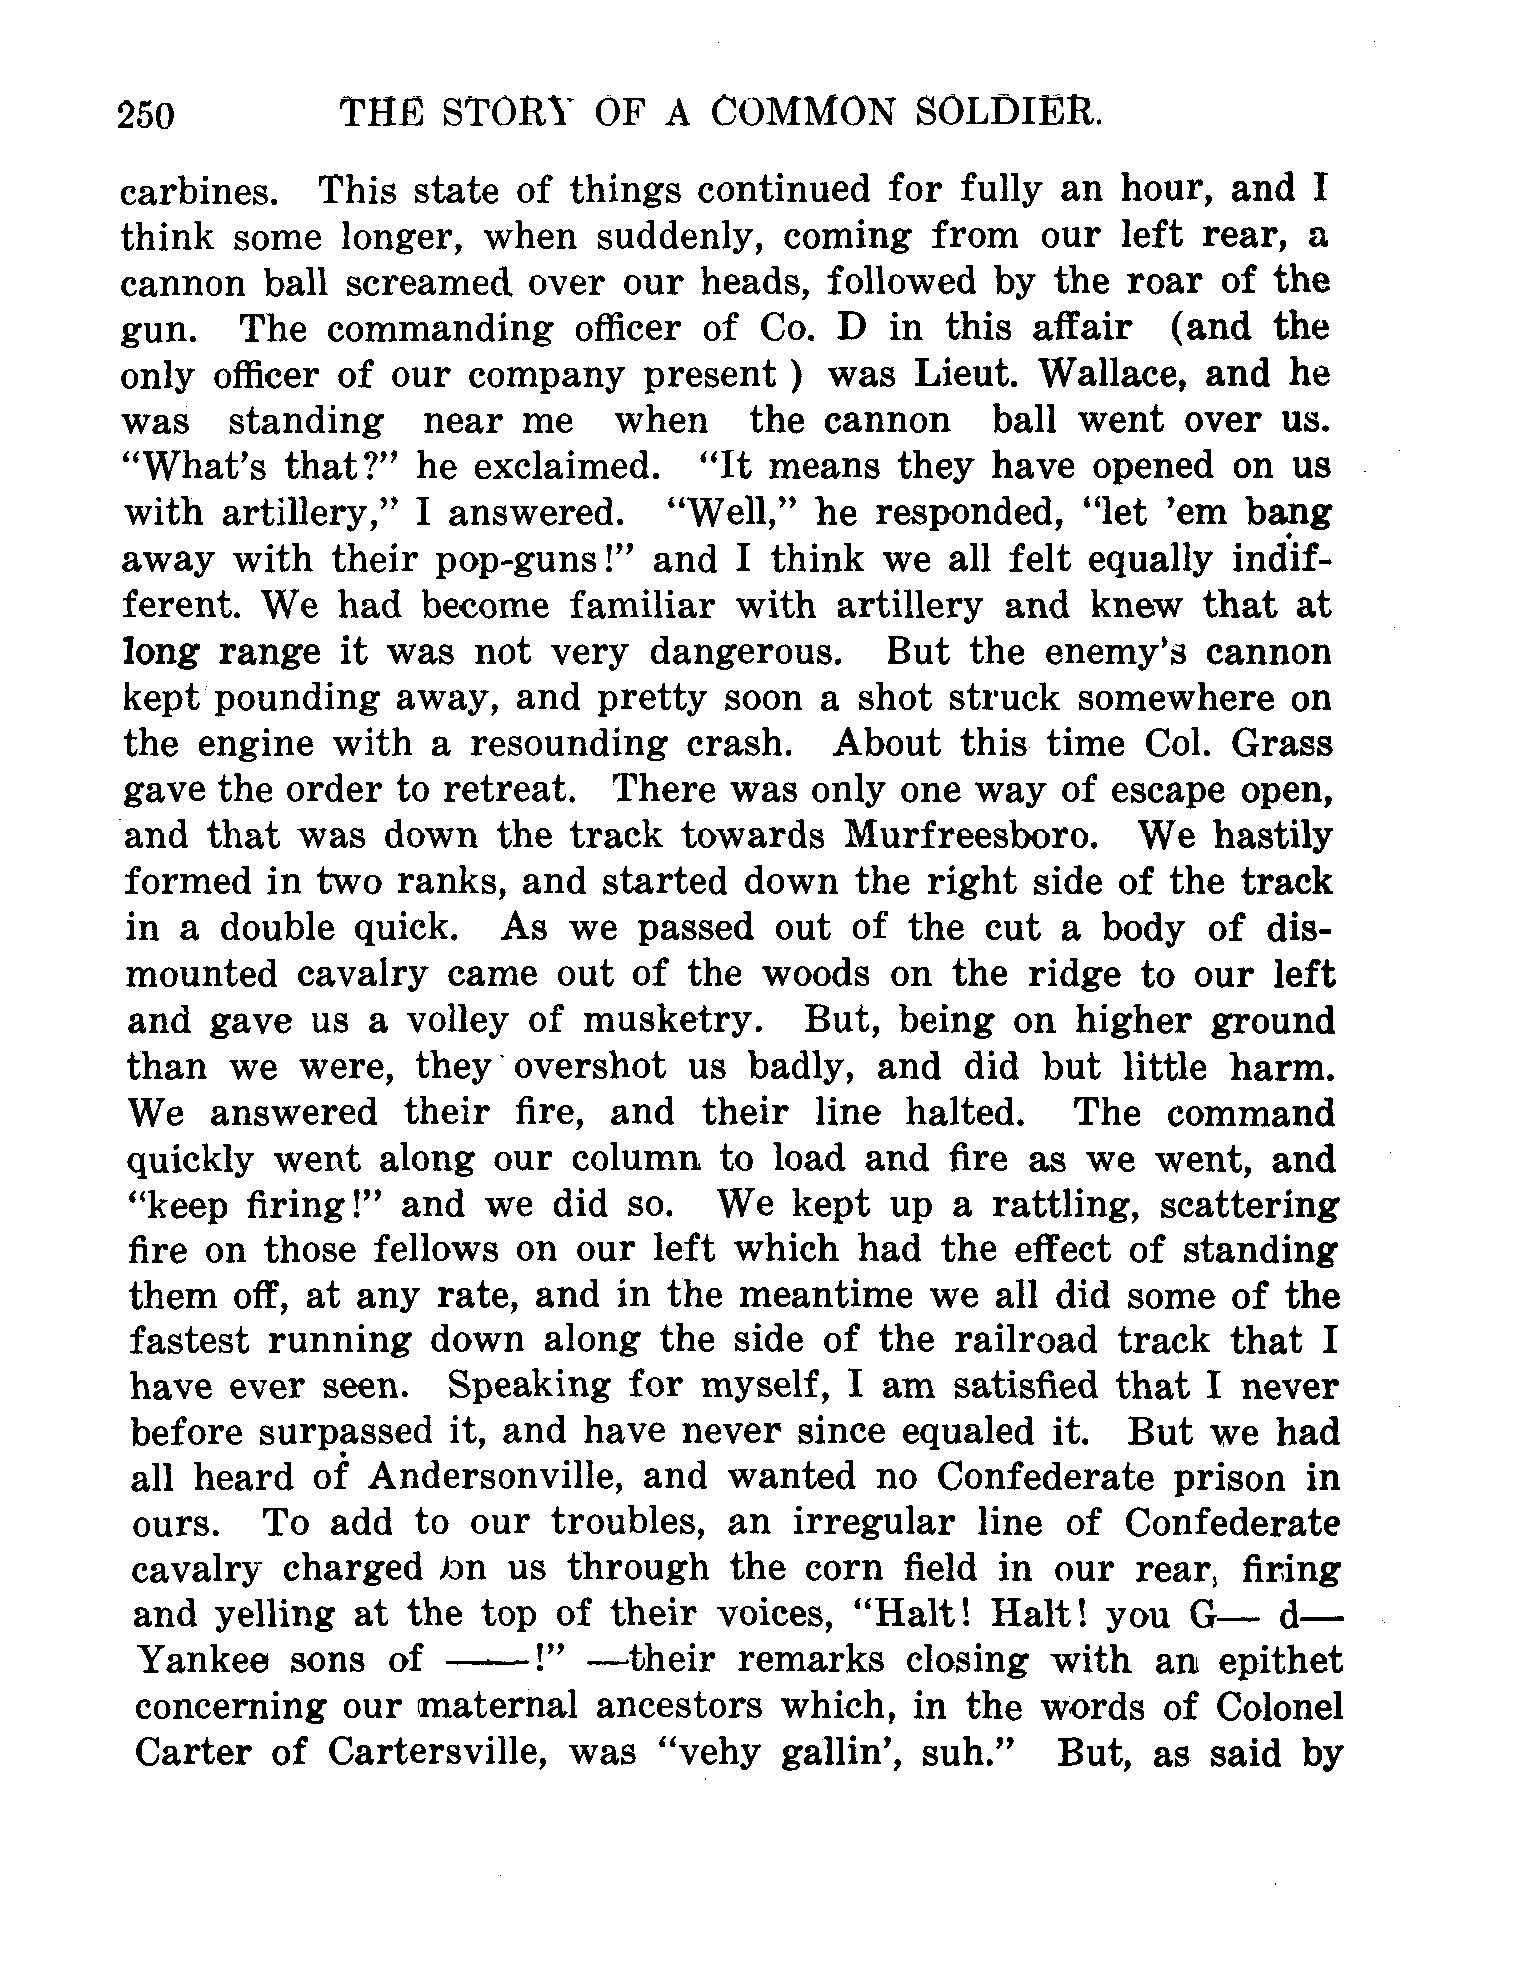 250 THE STORY OF A COMMON SOLDIER.
carbines. This state of things continued for fully an hour, and I
think some longer, when suddenly, coming from our left rear, a
cannon ball screamed over our heads, followed by the roar of the
gun. The commanding officer of Co. D in this affair (and the
only officer of our company present ) was Lieut. Wallace, and he
was standing near me when the cannon ball went over us.
“What’s that?” he exclaimed. “It means they have opened on us
with artillery,” I answered. “Well,” he responded, “let ’em bang
away with their pop-guns!” and I think we all felt equally indif-
ferent. We had become familiar with artillery and knew that at
long range it was not very dangerous. But the enemy’s cannon
kept pounding away, and pretty soon a shot struck somewhere on
the engine with a resounding crash. About this time Col. Grass
gave the order to retreat. There was only one way of escape open,
and that was down the track towards Murfreesboro. We hastily
formed in two ranks, and started down the right side of the track
in a double quick. As we passed out of the cut a body of dis-
mounted cavalry came out of the woods on the ridge to our left
and gave us a volley of musketry. But, being on higher ground
than we were, they overshot us badly, and did but little harm.
We answered their fire, and their line halted. The command
quickly went along our column to load and fire as we went, and
“keep firing!” and we did so. We kept up a rattling, scattering
fire on those fellows on our left which had the effect of standing
them off, at any rate, and in the meantime we all did some of the
fastest running down along the side of the railroad track that I
have ever seen. Speaking for myself, I am satisfied that I never
before surpassed it, and have never since equaled it. But we had
all heard of Andersonville, and wanted no Confederate prison in
ours. To add to our troubles, an irregular line of Confederate
cavalry charged on us through the corn field in our rear, firing
and yelling at the top of their voices, “Halt! Halt! you G— d—
Yankee sons of ——!” —their remarks closing with an epithet
concerning our maternal ancestors which, in the words of Colonel
Carter of Cartersville, was “vehy gallin’, suh.” But, as said by